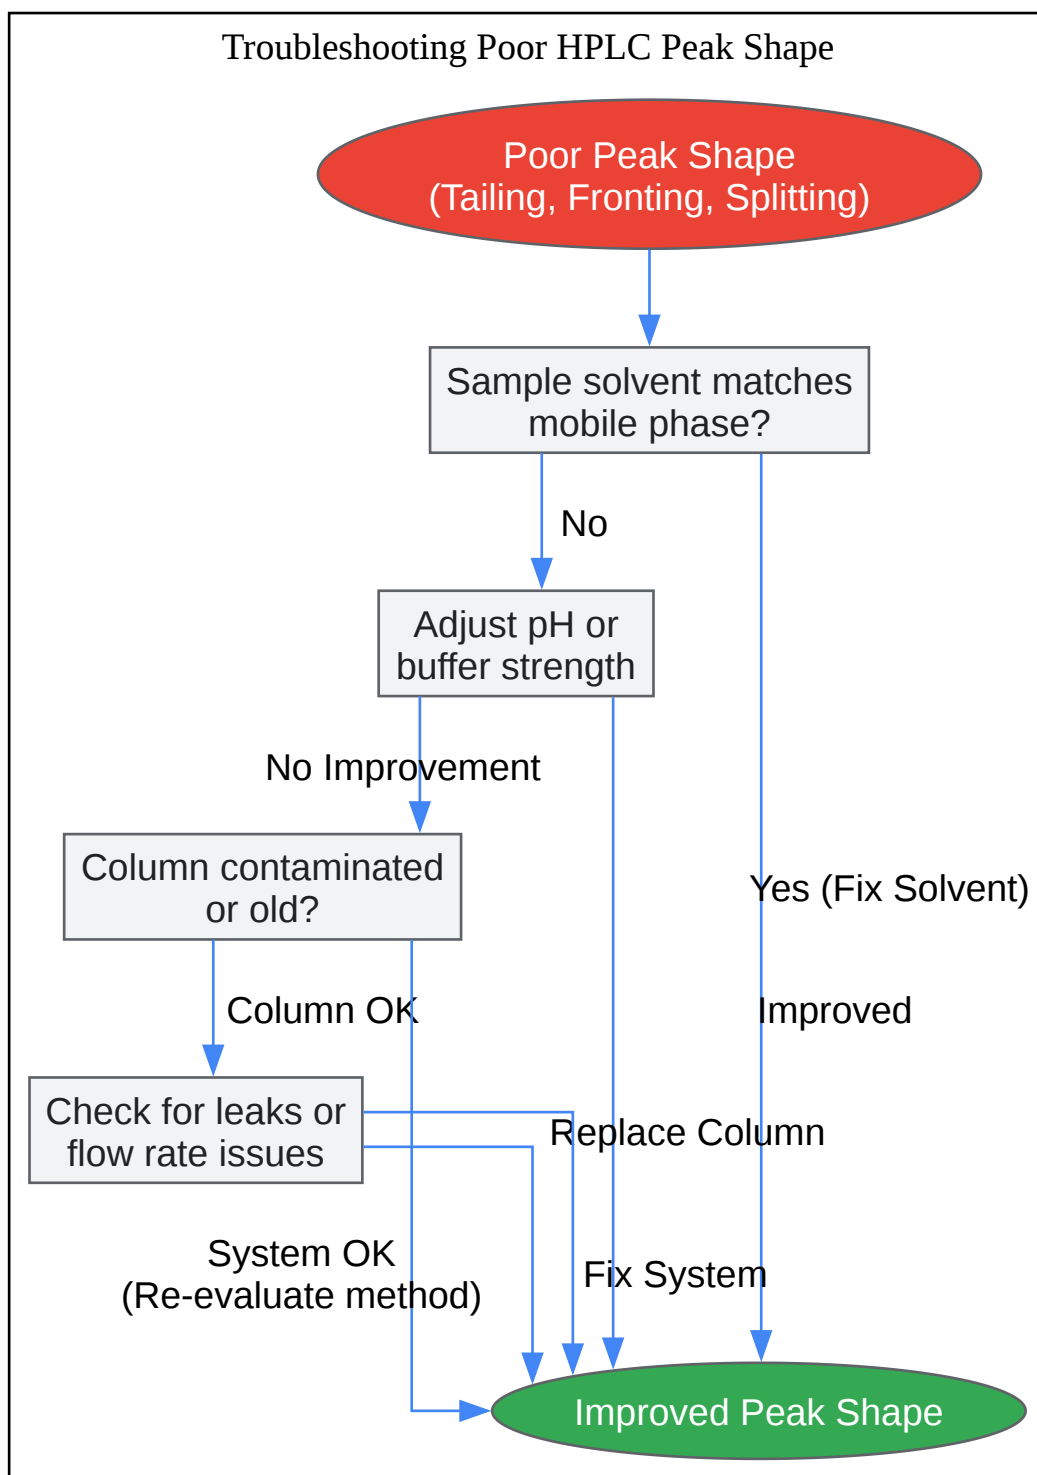 Troubleshooting Poor HPLC Peak Shape
Poor Peak Shape
(Tailing, Fronting, Splitting)
Sample solvent matches
mobile phase?
No
Adjust pH or
buffer strength
No Improvement
Column contaminated
or old?
Yes (Fix Solvent)
Column OK
Improved
Check for leaks or
flow rate issues
Replace Column
System OK
(Re-evaluate method)
Fix System
Improved Peak Shape